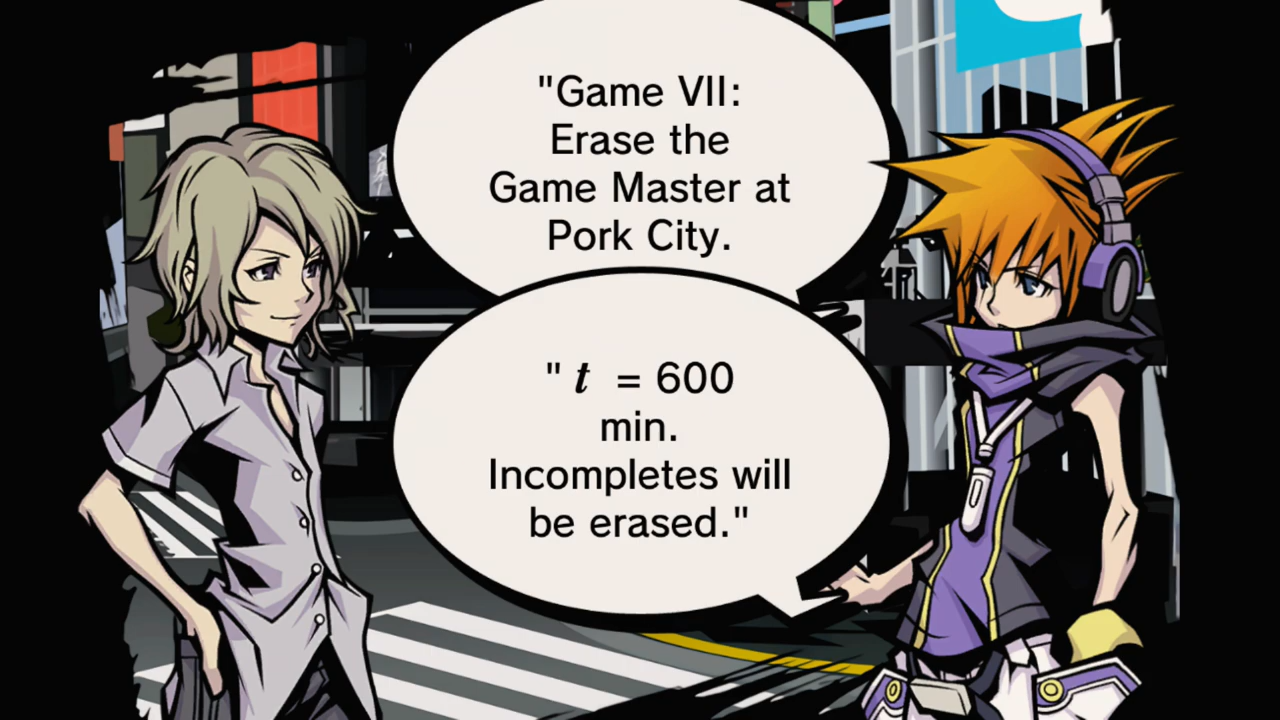 "Game VII:
Erase the
Game Master at
Pork City.
" t = 600
min.
Incompletes will
be erased."